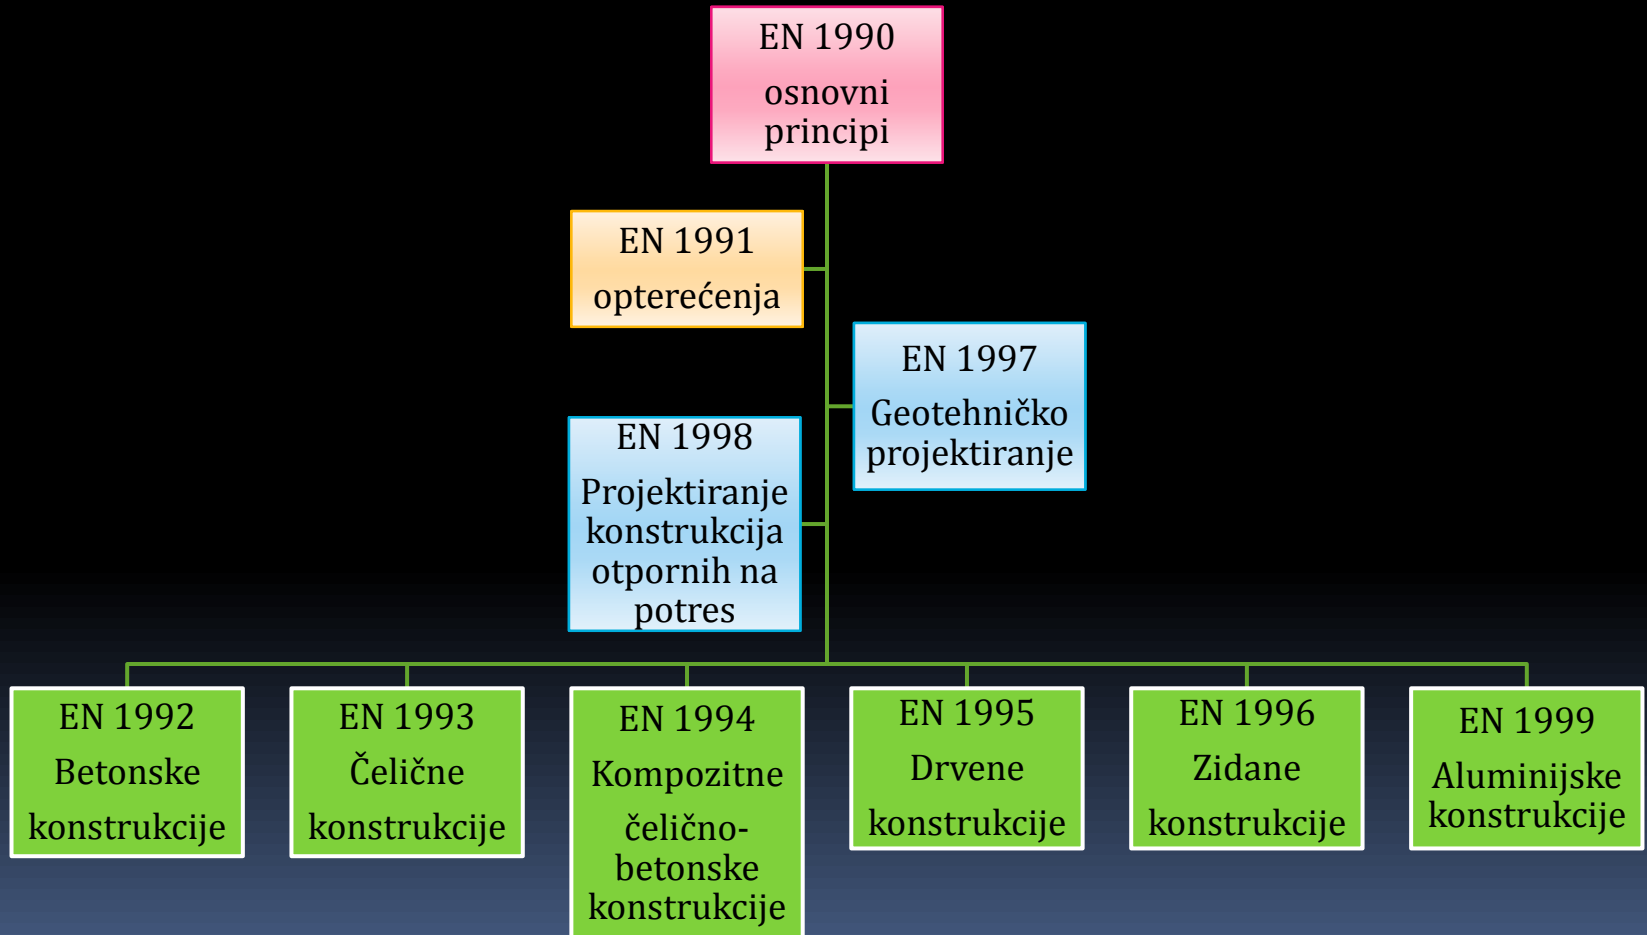 EN 1990
osnovni
principi
EN 1991
opterećenja
EN 1997
Geotehničko
projektiranje
EN 1998
Projektiranje
konstrukcija
otpornih na
potres
EN 1992
Betonske
konstrukcije
EN 1993
Čelične
konstrukcije
EN 1994
Kompozitne
čelično-
betonske
konstrukcije
EN 1995
Drvene
konstrukcije
EN 1996
Zidane
konstrukcije
EN 1999
Aluminijske
konstrukcije